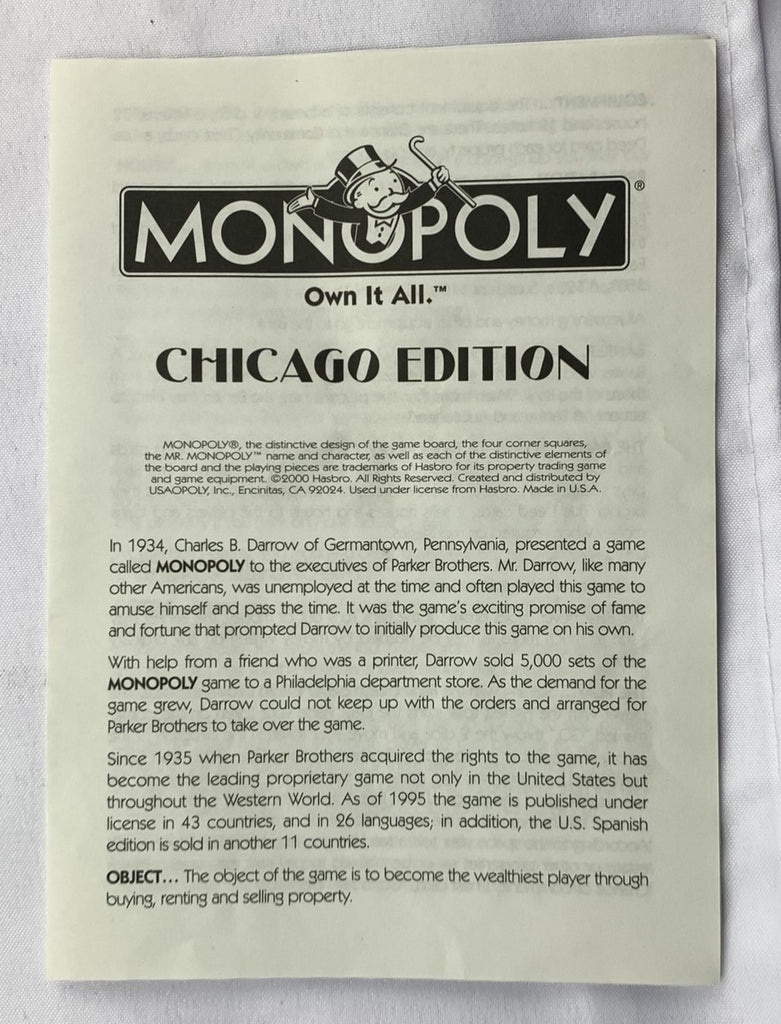 MONOPOLY®
Own It All.™
CHICAGO EDITION
MONOPOLY®, the distinctive design of the game board, the four corner squares,
the MR. MONOPOLY™ name and character, as well as each of the distinctive elements of
the board and the playing pieces are trademarks of Hasbro for its property trading game
and game equipment. ©2000 Hasbro. All Rights Reserved. Created and distributed by
USAOPOLY, Inc., Encinitas, CA 92024. Used under license from Hasbro. Made in U.S.A.
In 1934, Charles B. Darrow of Germantown, Pennsylvania, presented a game
called MONOPOLY to the executives of Parker Brothers. Mr. Darrow, like many
other Americans, was unemployed at the time and often played this game to
amuse himself and pass the time. It was the game's exciting promise of fame
and fortune that prompted Darrow to initially produce this game on his own.
With help from a friend who was a printer, Darrow sold 5,000 sets of the
MONOPOLY game to a Philadelphia department store. As the demand for the
game grew, Darrow could not keep up with the orders and arranged for
Parker Brothers to take over the game.
Since 1935 when Parker Brothers acquired the rights to the game, it has
become the leading proprietary game not only in the United States but
throughout the Western World. As of 1995 the game is published under
license in 43 countries, and in 26 languages; in addition, the U.S. Spanish
edition is sold in another 11 countries.
OBJECT... The object of the game is to become the wealthiest player through
buying, renting and selling property.